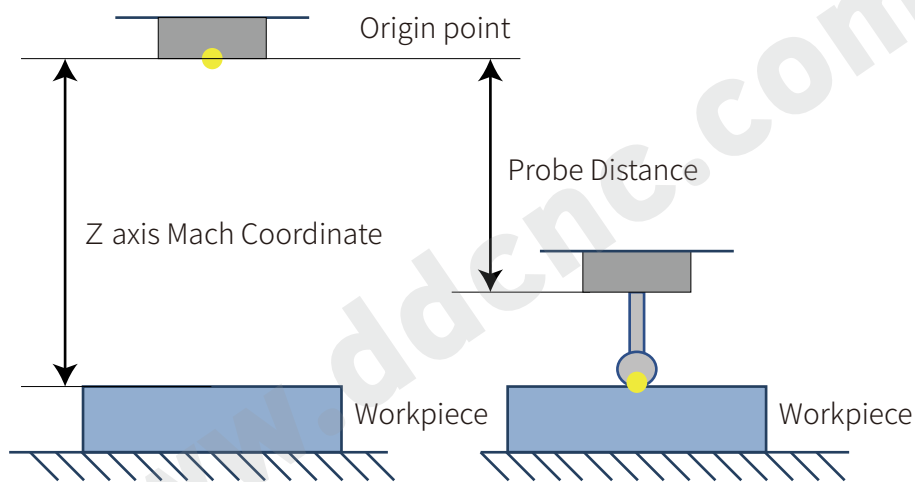 Origin point
Probe Distance
Z axis Mach Coordinate
Workpiece
Workpiece
www.ddcnc.com